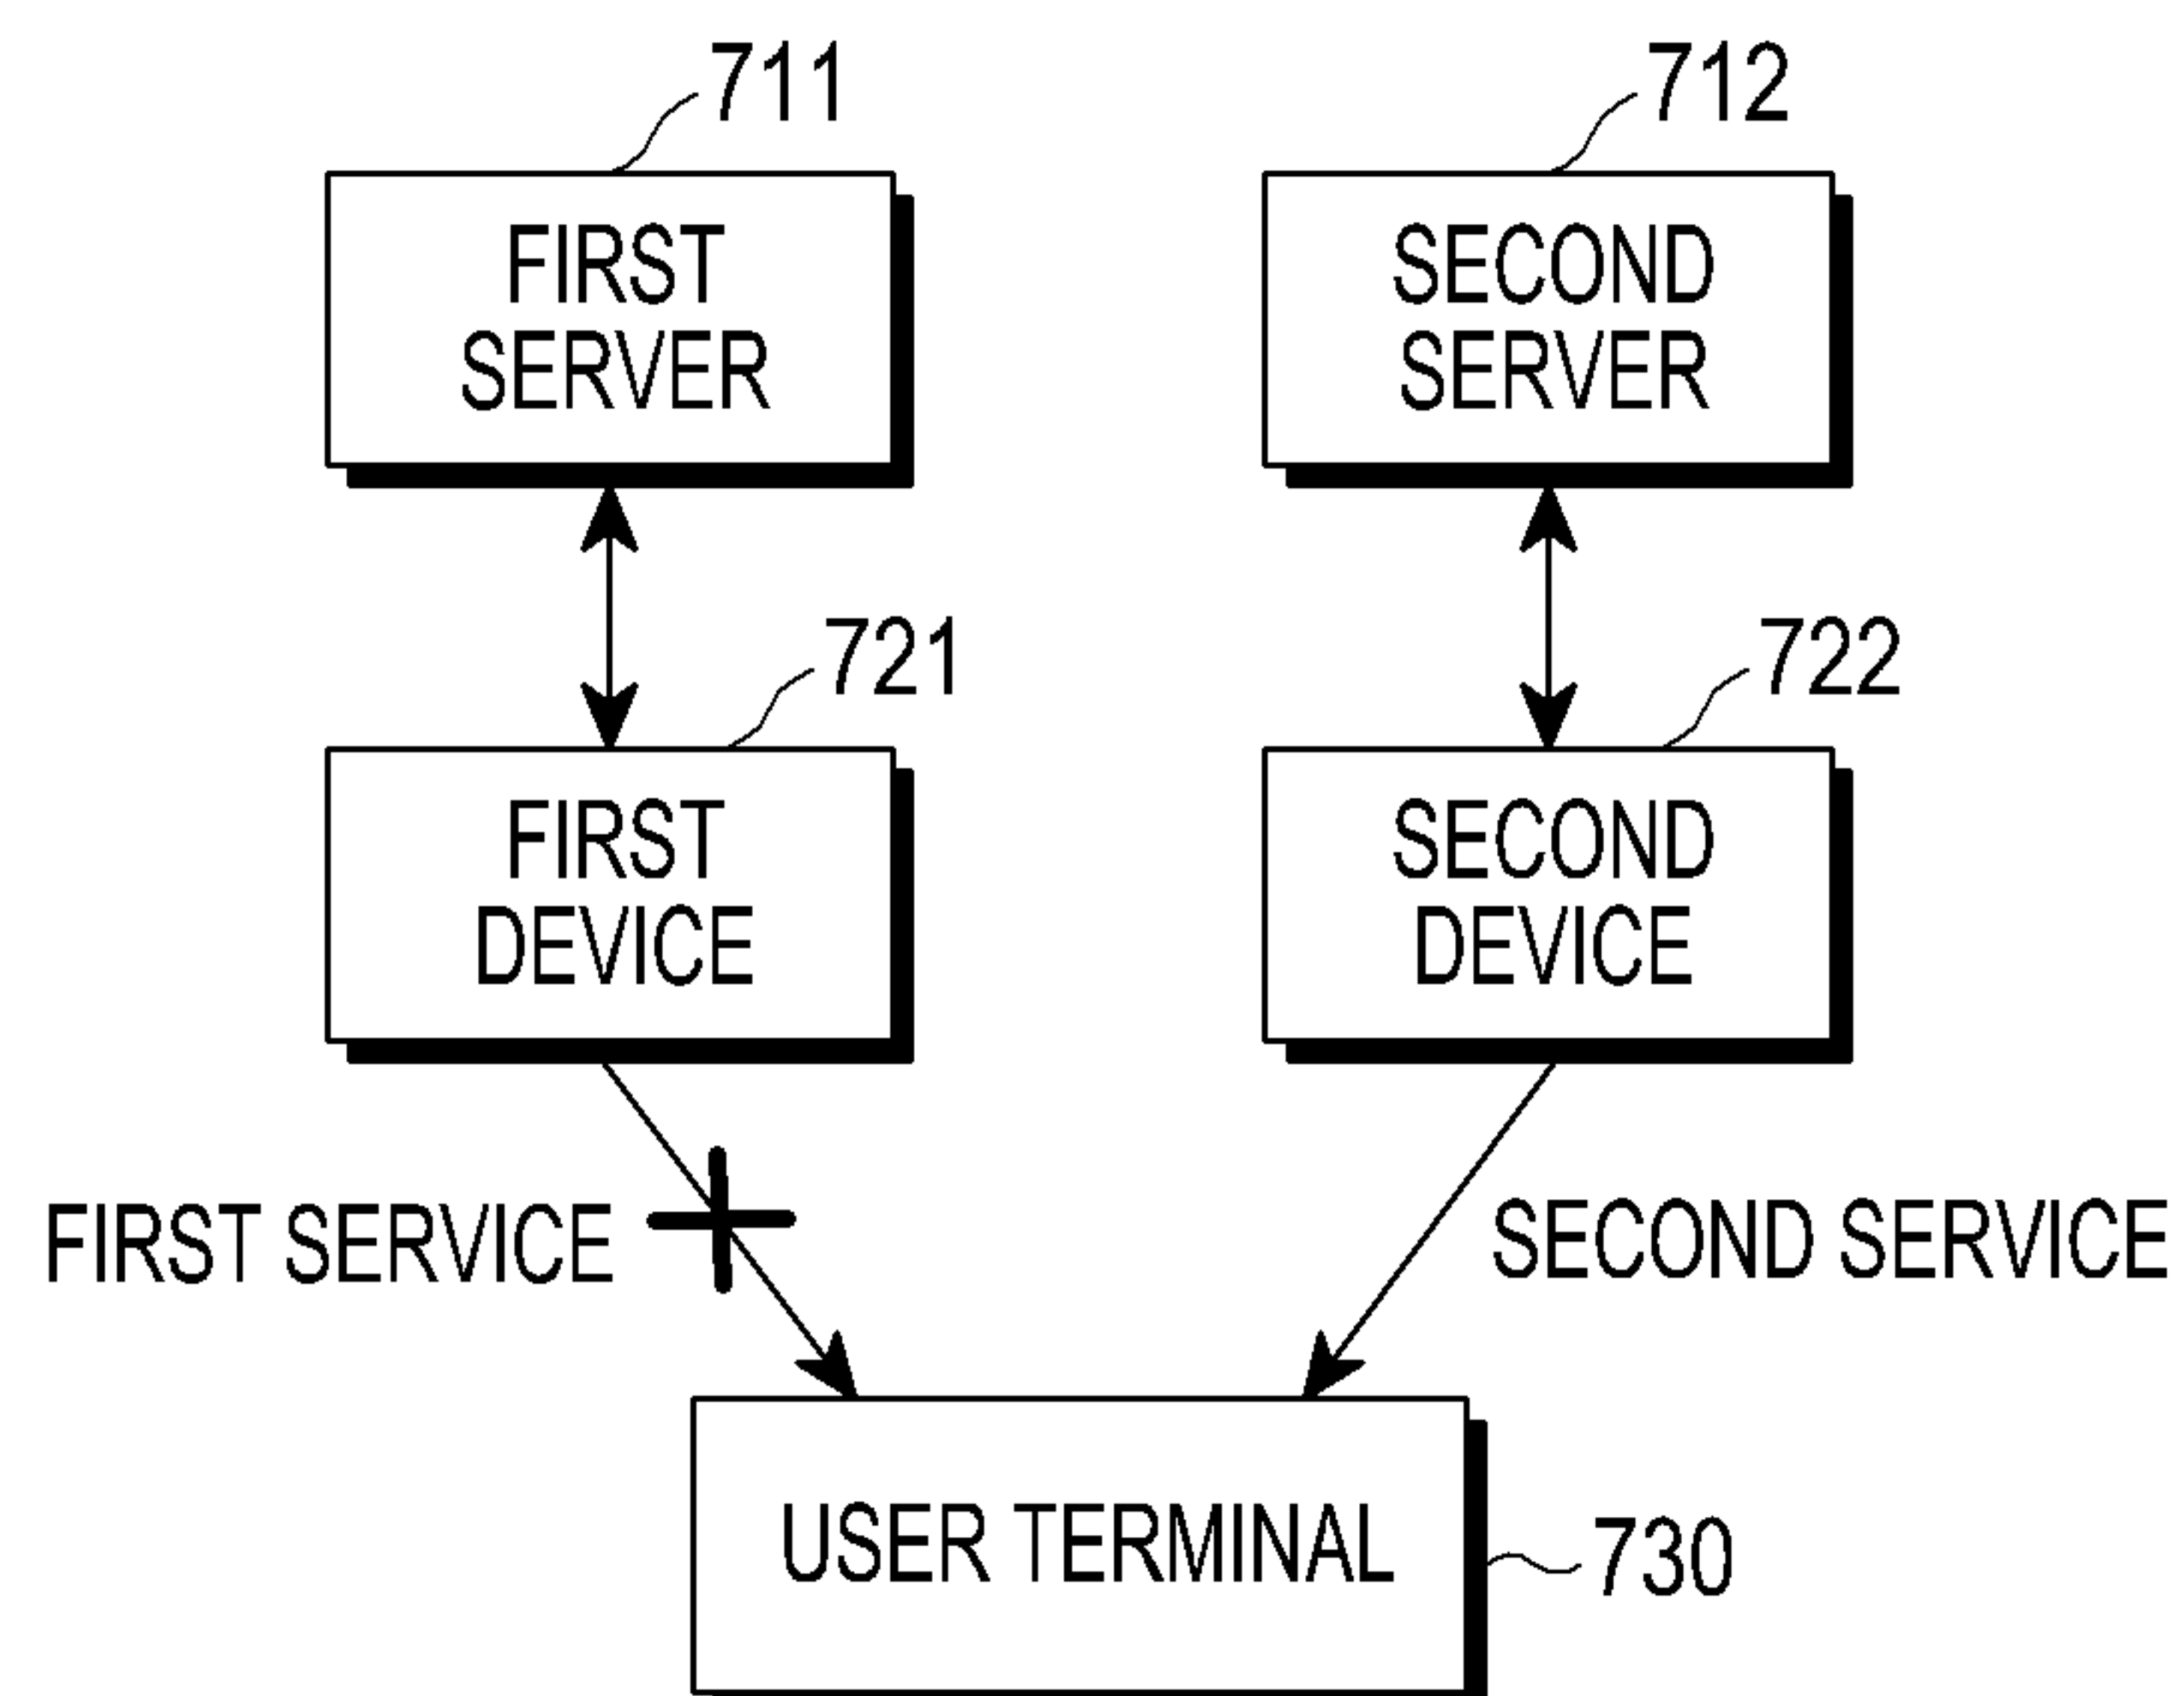 711
712
FIRST
SERVER
SECOND
SERVER
721
722
FIRST
DEVICE
SECOND
DEVICE
FIRST SERVICE
SECOND SERVICE
USER TERMINAL
730